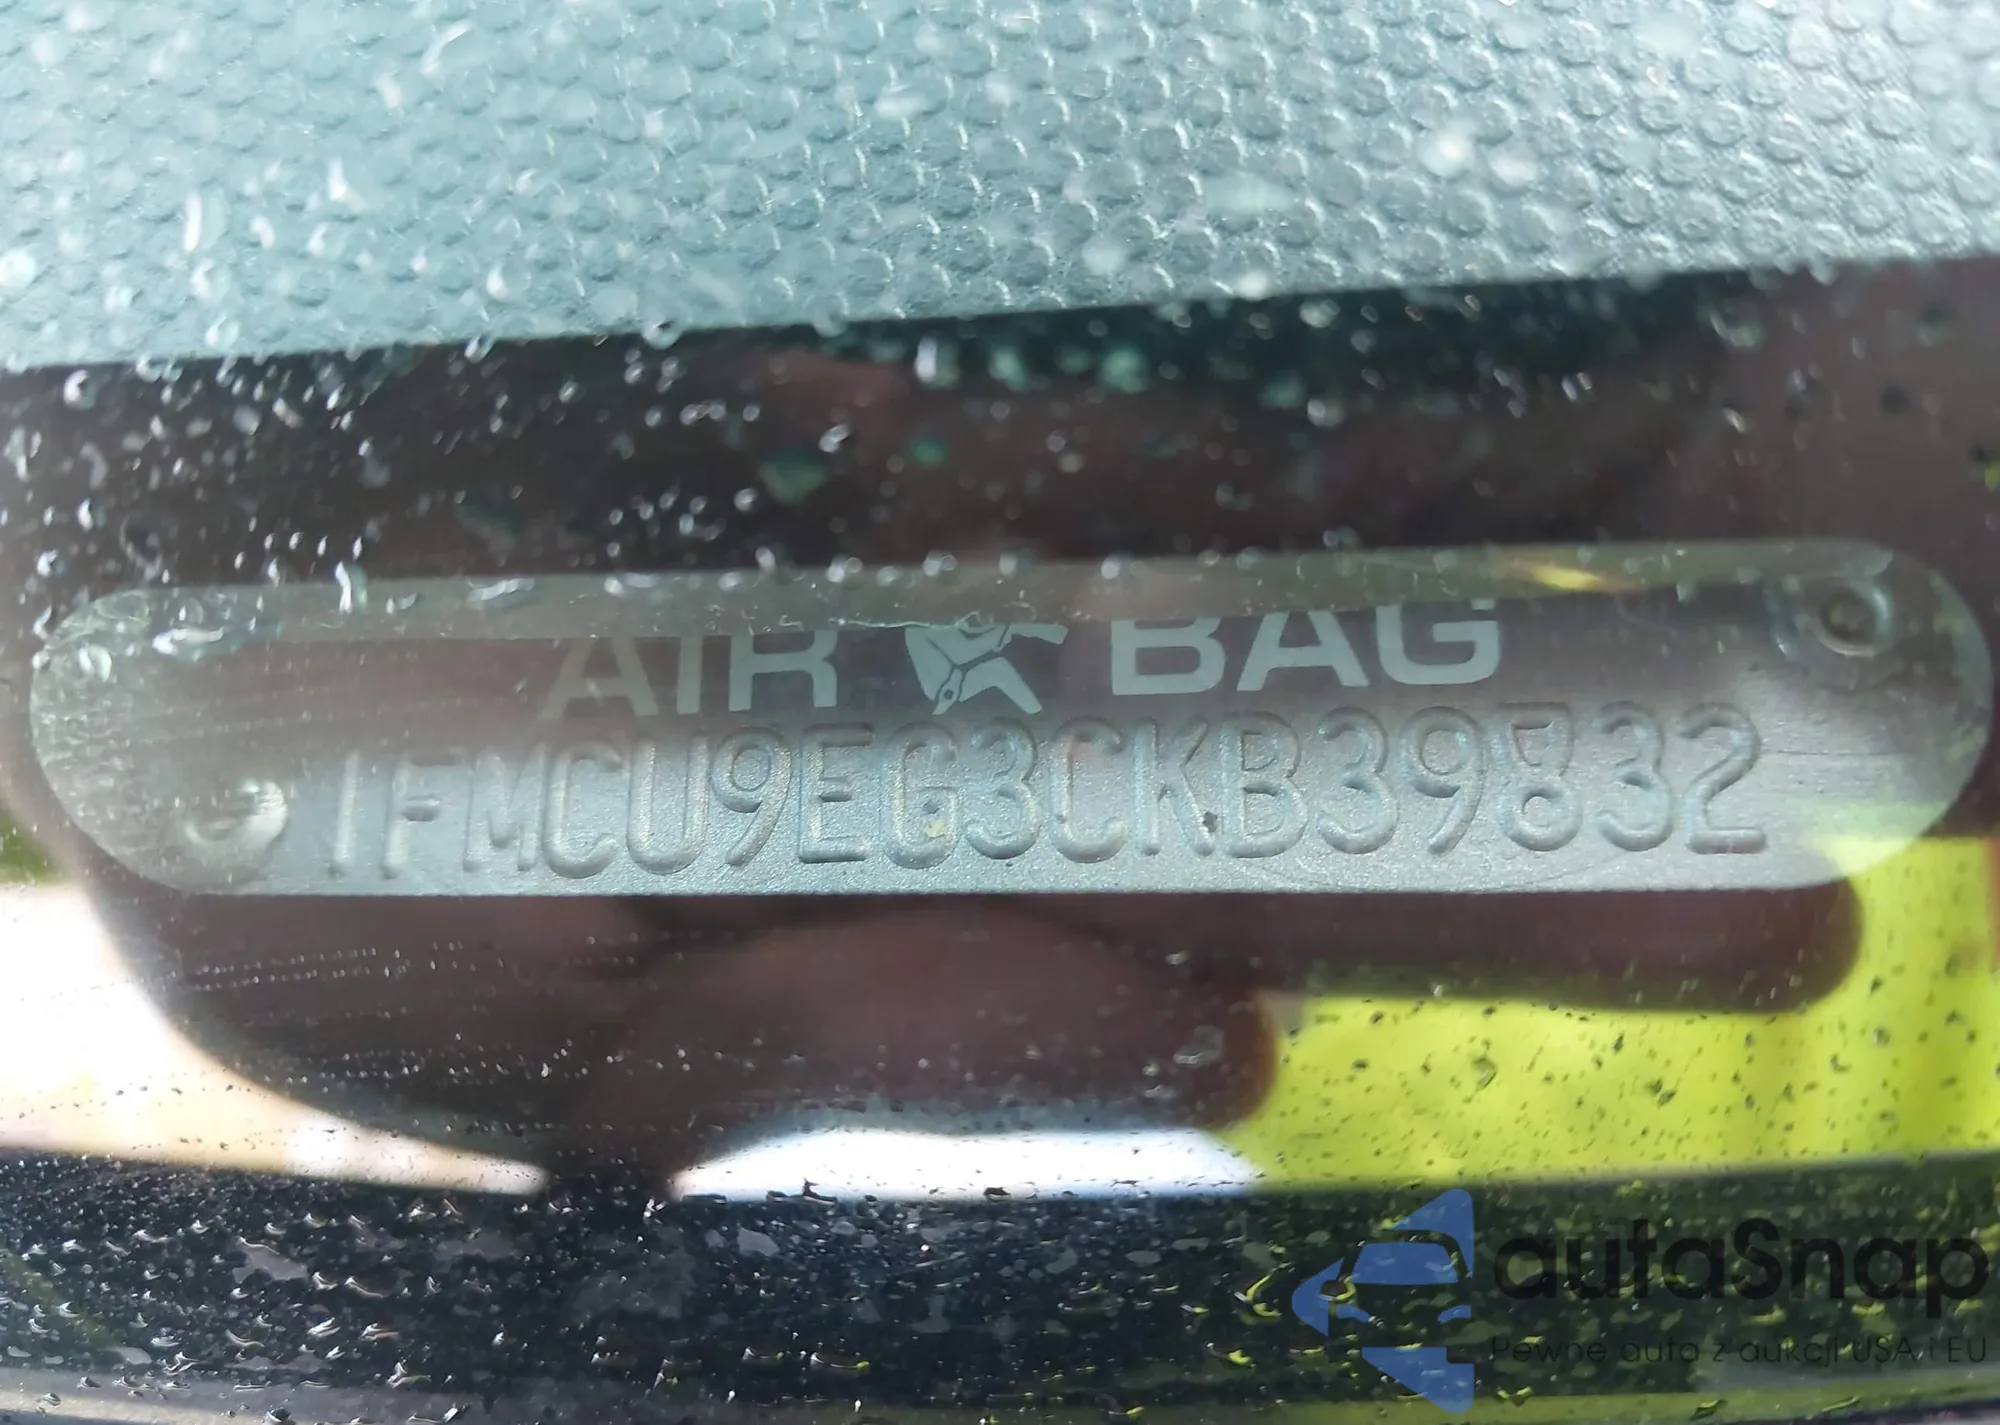 AIR BAG
1FMCU9EG3CKB39832
autaSnap
Pewne auta z aukcji USA i EU